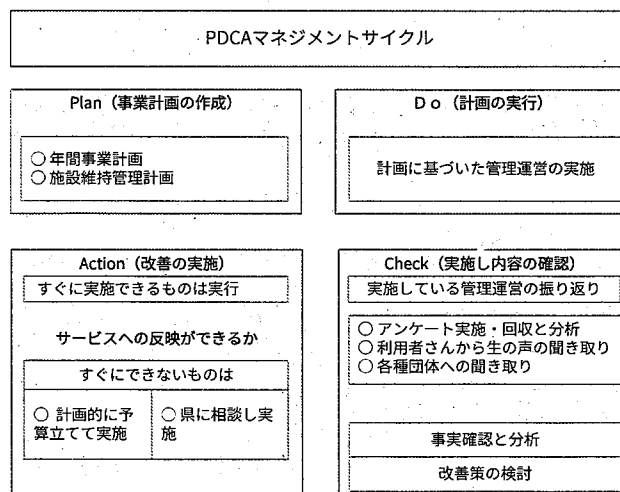 PDCAマネジメントサイクル
Plan（事業計画の作成）
○年間事業計画
○施設維持管理計画
Do（計画の実行）
計画に基づいた管理運営の実施
Action（改善の実施）
すぐに実施できるものは実行
サービスへの反映ができるか
すぐにできないものは
○ 計画的に予
算立てて実施
○県に相談し実
施
Check（実施し内容の確認）
実施している管理運営の振り返り
○アンケート実施・回収と分析
○利用者さんから生の声の聞き取り
○各種団体への聞き取り
事実確認と分析
改善策の検討